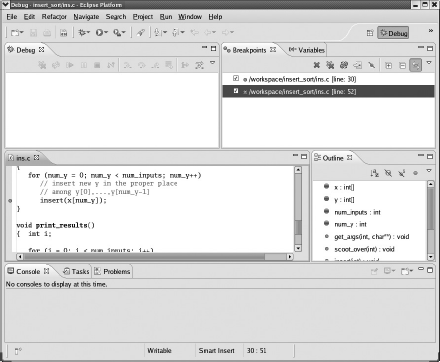 Debug - insert_sort/ins.c - Eclipse Platform
File Edit Refactor Navigate Search Project Run Window Help
Debug
Debug
Breakpoints
Variables
/workspace/insert_sort/ins.c [line: 30]
/workspace/insert_sort/ins.c [line: 52]
ins.c
{
for (num_y = 0; num_y < num_inputs; num_y++)
// insert new y in the proper place
// among y[0],...,y[num_y-1]
insert(x[num_y]);
}
void print_results()
{ int i;
for (i = 0; i < num_inputs; i++)
Outline
x : int[]
y : int[]
num_inputs : int
num_y : int
get_args(int, char**) : void
scoot_over(int) : void
insert(int) : void
Console
Tasks
Problems
No consoles to display at this time.
Writable
Smart Insert
30 : 51